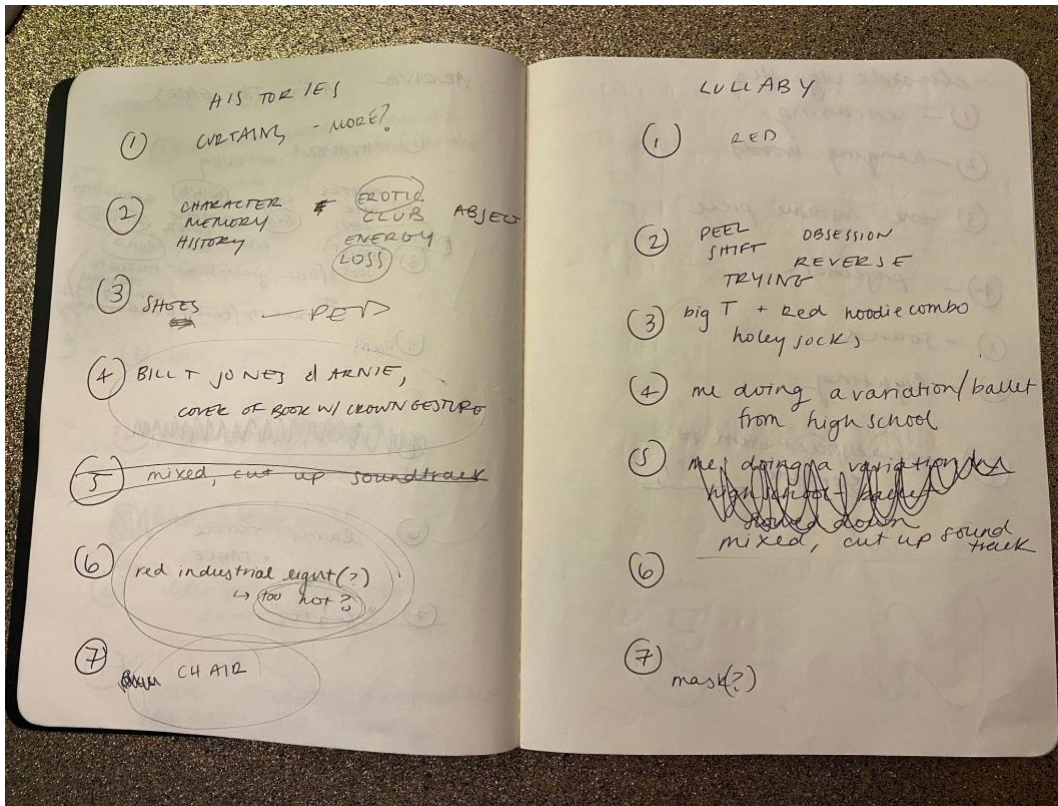 HISTORIES
① CURTAINS - MORE?
② CHARACTER EROTIC
MEMORY CLUB ABJECT
HISTORY ENERGY
LOSS
③ SHOES —
④ BILL T JONES & ARNIE,
COVER OF BOOK W/ CROWN GESTURE
⑤ mixed, cut up soundtrack
⑥ red industrial light(?)
↳ too hot?
⑦ CHAIR
LULLABY
① RED
② PEEL OBSESSION
SHIFT REVERSE
TRYING
③ big T + Red hoodie combo
holey socks
④ me doing a variation/ballet
from high school
⑤ me doing a variation
high school ballet
slowed down
mixed, cut up sound
track
⑥
⑦ mask(?)